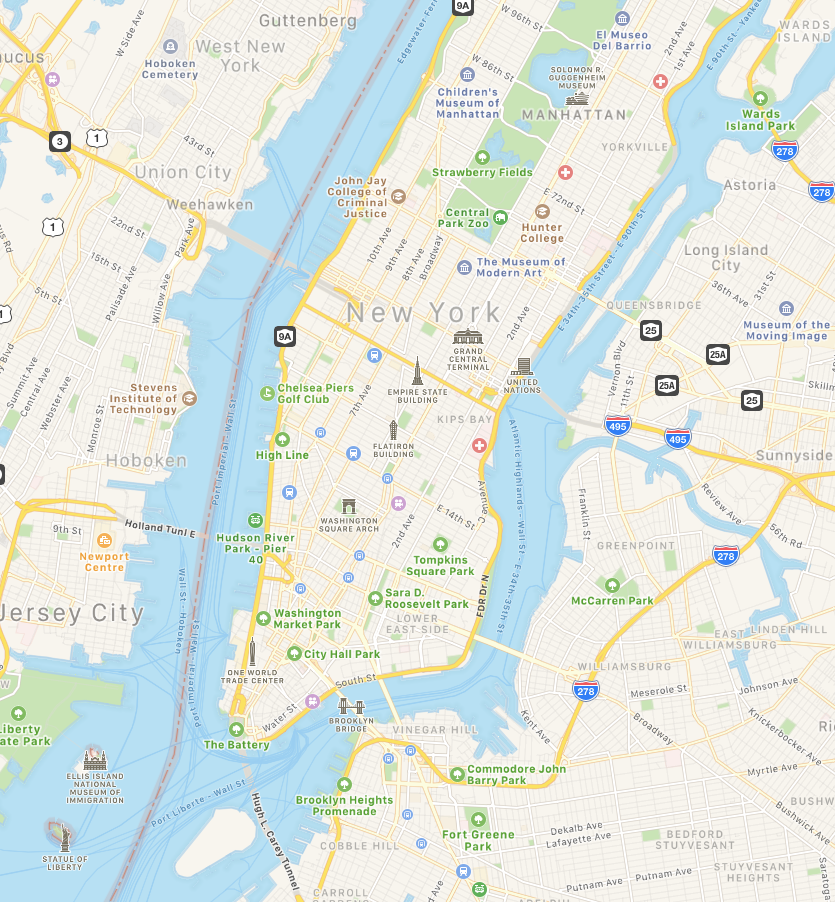 9A
W 96th St
Guttenberg
El Museo
Del Barrio
2nd Ave
1st Ave
WARDS
ISLAND
W Side Ave
West New
York
Hoboken
Cemetery
Edgewater Fer
W 86th St
SOLOMON R.
GUGGENHEIM
MUSEUM
Children's
Museum of
Manhattan
MANHATTAN
E 90th St - Yankee
aucus
Wards
Island Park
3
1
43rd St
YORKVILLE
278
Union City
Strawberry Fields
Astoria
278
John Jay
College of
Criminal
Justice
E 72nd St
Weehawken
Central
Park Zoo
Hunter
College
1
22nd St
Park Ave
10th Ave
9th Ave
8th Ave
Broadway
Long Island
City
15th St
Palisade Ave
Willow Ave
The Museum of
Modern Art
E 34th-35th Street - E 90th St
36th Ave
31st St
5th St
New York
QUEENSBRIDGE
Museum of the
Moving Image
1
9A
GRAND
CENTRAL
TERMINAL
2nd Ave
25
25A
Summit Ave
Central Ave
Webster Ave
EMPIRE STATE
BUILDING
UNITED
NATIONS
Vernon Blvd
11th St
25A
25
Skillm
Stevens
Institute of
Technology
Chelsea Piers
Golf Club
7th Ave
KIPS BAY
Monroe St
495
495
High Line
FLATIRON
BUILDING
Hoboken
Sunnyside
Port Imperial - Wall St
Atlantic Highlands - Wall St - E 34th-35th St
Avenue C
Review Ave
Franklin St
WASHINGTON
SQUARE ARCH
E 14th St
9th St
Holland Tunl E
2nd Ave
56th Rd
Newport
Centre
Hudson River
Park - Pier
40
GREENPOINT
Tompkins
Square Park
278
Wall St - Hoboken
Port Imperial - Wall St
Sara D.
Roosevelt Park
FDR Dr N
McCarren Park
Jersey City
Washington
Market Park
LOWER
EAST SIDE
EAST
WILLIAMSBURG
LINDEN HILL
City Hall Park
WILLIAMSBURG
ONE WORLD
TRADE CENTER
South St
278
Meserole St
Johnson Ave
Liberty
ate Park
Water St
BROOKLYN
BRIDGE
Kent Ave
Broadway
Knickerbocker Ave
The Battery
VINEGAR HILL
ELLIS ISLAND
NATIONAL
MUSEUM OF
IMMIGRATION
Commodore John
Barry Park
Myrtle Ave
Port Liberte - Wall St
Brooklyn Heights
Promenade
BUSHW
Bushwick Ave
Hugh L. Carey Tunnel
STATUE OF
LIBERTY
Fort Greene
Park
Dekalb Ave
Lafayette Ave
BEDFORD
STUYVESANT
COBBLE HILL
STUYVESANT
HEIGHTS
Putnam Ave
Putnam Ave
Saratoga
CARROLL